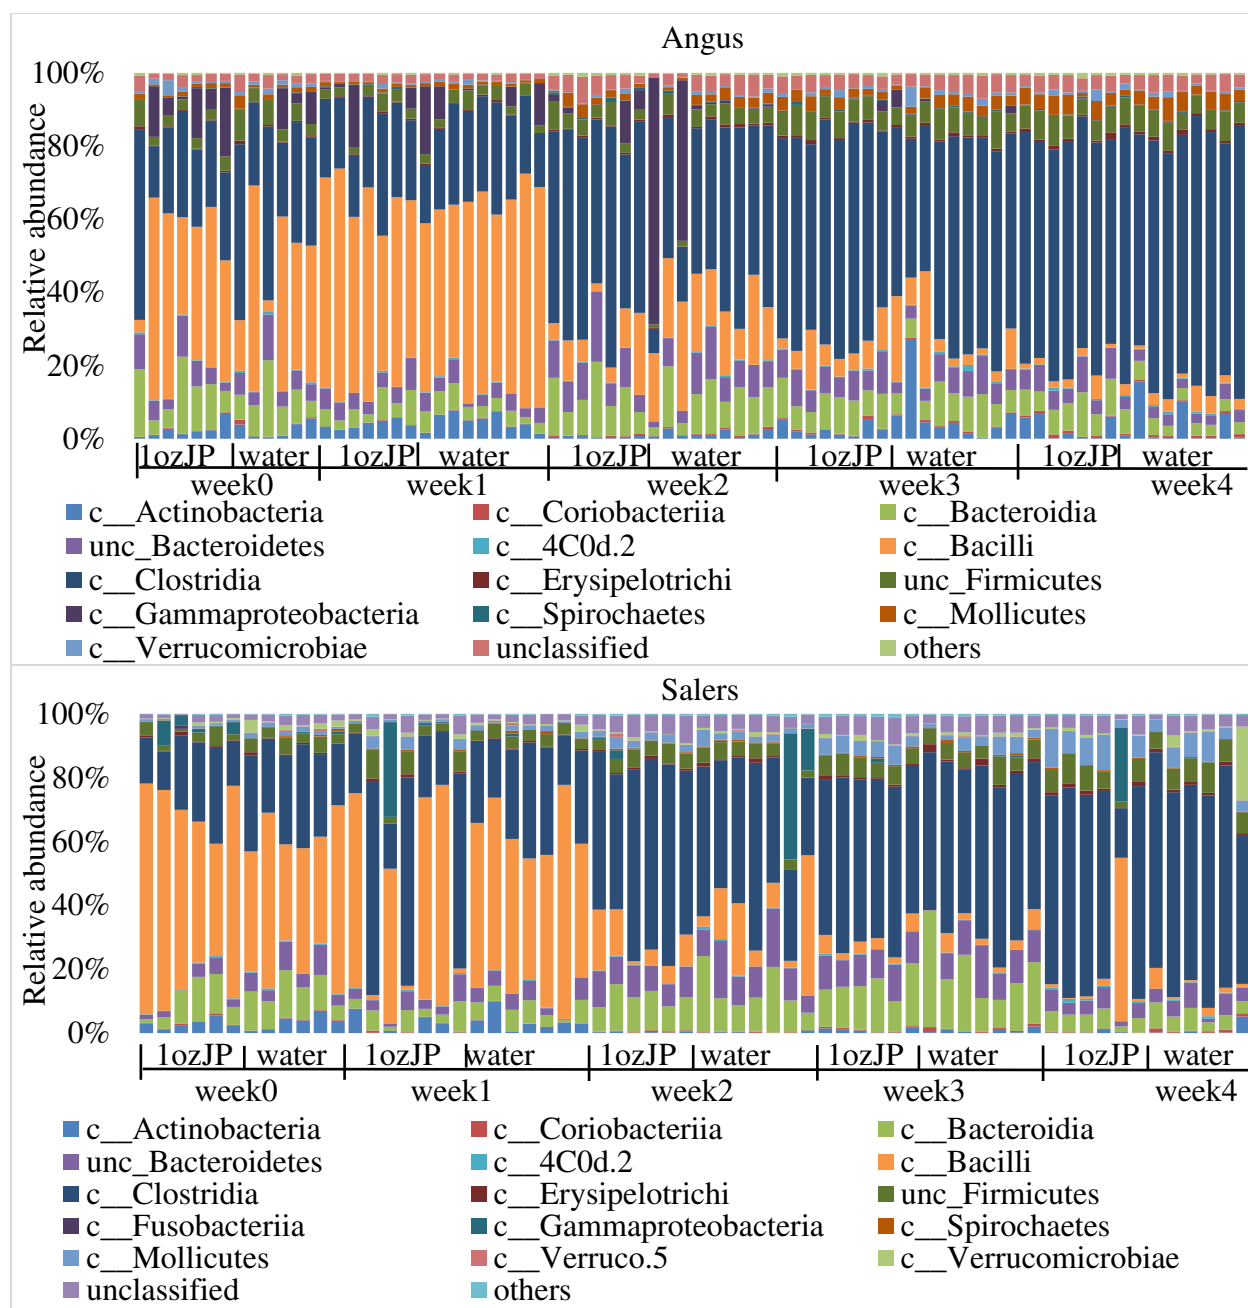 Angus
100%
80%
60%
40%
20%
0%
Relative abundance
1ozJP water 1ozJP water 1ozJP water 1ozJP water 1ozJP water
week0 week1 week2 week3 week4
c__Actinobacteria c__Coriobacteriia c__Bacteroidia
unc_Bacteroidetes c__4C0d.2 c__Bacilli
c__Clostridia c__Erysipelotrichi unc_Firmicutes
c__Gammaproteobacteria c__Spirochaetes c__Mollicutes
c__Verrucomicrobiae unclassified others
Salers
100%
80%
60%
40%
20%
0%
Relative abundance
1ozJP water 1ozJP water 1ozJP water 1ozJP water 1ozJP water
week0 week1 week2 week3 week4
c__Actinobacteria c__Coriobacteriia c__Bacteroidia
unc_Bacteroidetes c__4C0d.2 c__Bacilli
c__Clostridia c__Erysipelotrichi unc_Firmicutes
c__Fusobacteriia c__Gammaproteobacteria c__Spirochaetes
c__Mollicutes c__Verruco.5 c__Verrucomicrobiae
unclassified others